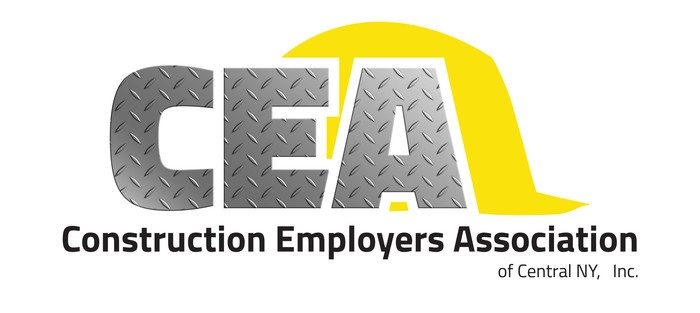 CEA
Construction Employers Association
of Central NY, Inc.